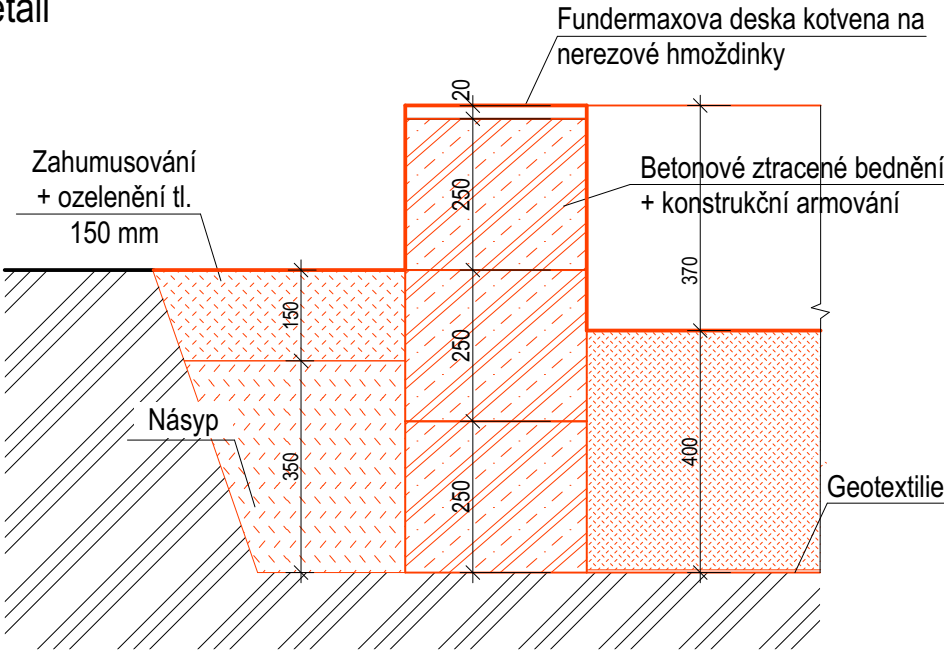 Fundermaxova deska kotvena na
nerezové hmoždinky
20
Zahumusování
+ ozelenění tl.
150 mm
Betonové ztracené bednění
+ konstrukční armování
250
370
150
250
Násyp
350
400
250
Geotextilie